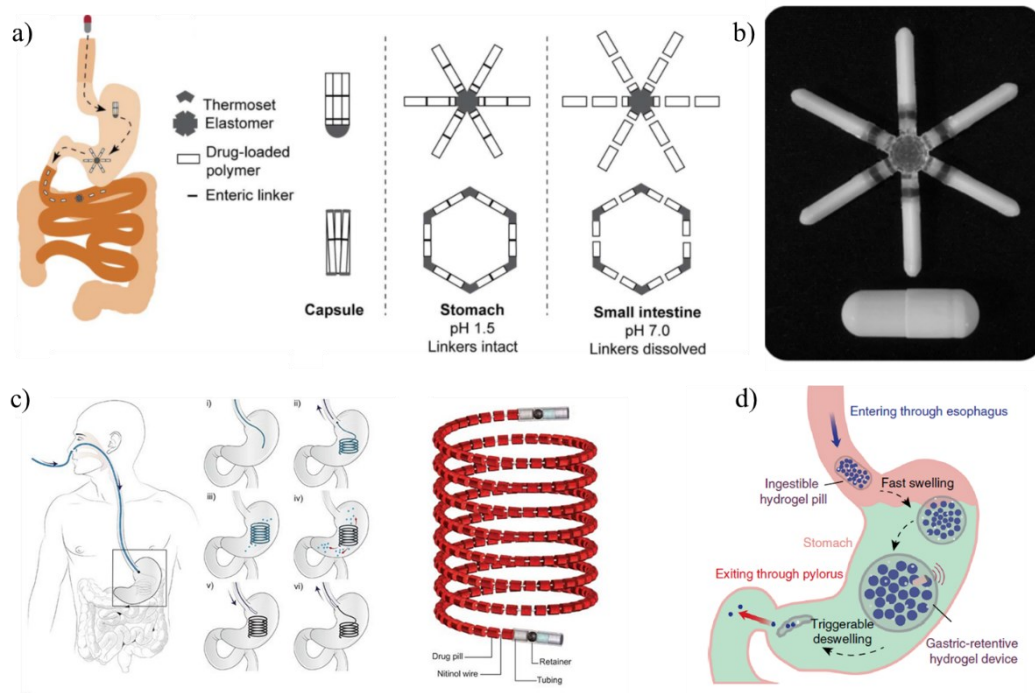 a)
Thermoset
Elastomer
Drug-loaded
polymer
Enteric linker
Capsule
Stomach
pH 1.5
Linkers intact
Small intestine
pH 7.0
Linkers dissolved
b)
c)
i)
ii)
iii)
iv)
v)
vi)
Drug pill
Nitinol wire
Retainer
Tubing
d)
Entering through esophagus
Ingestible
hydrogel pill
Fast swelling
Stomach
Exiting through pylorus
Triggerable
deswelling
Gastric-retentive
hydrogel device